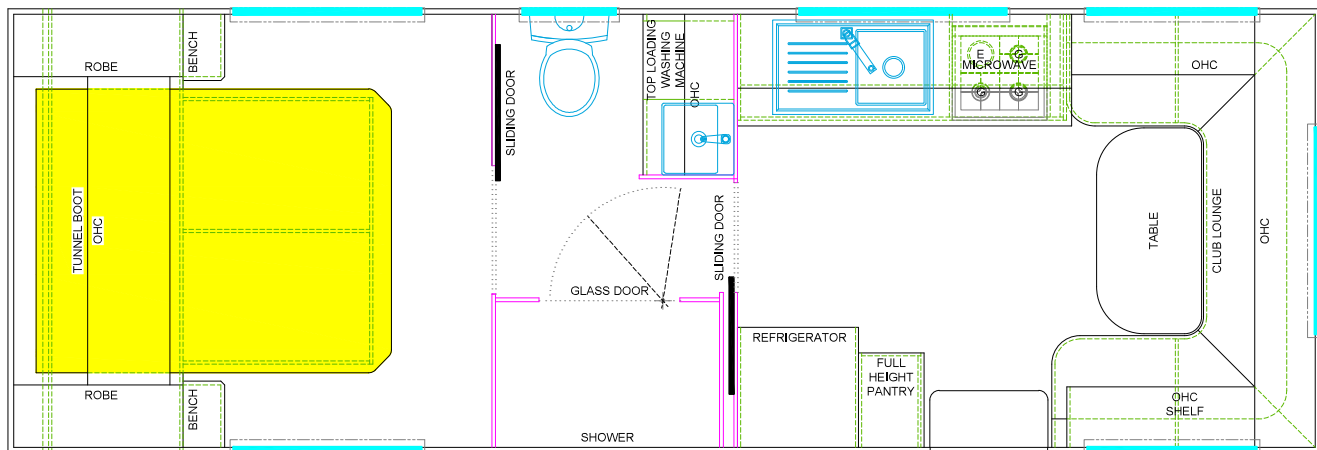 ROBE
BENCH
TUNNEL BOOT
OHC
ROBE
BENCH
SLIDING DOOR
TOP LOADING
WASHING
MACHINE
OHC
GLASS DOOR
SHOWER
SLIDING DOOR
E
G
MICROWAVE
G
G
REFRIGERATOR
FULL
HEIGHT
PANTRY
OHC
TABLE
CLUB LOUNGE
OHC
OHC
SHELF